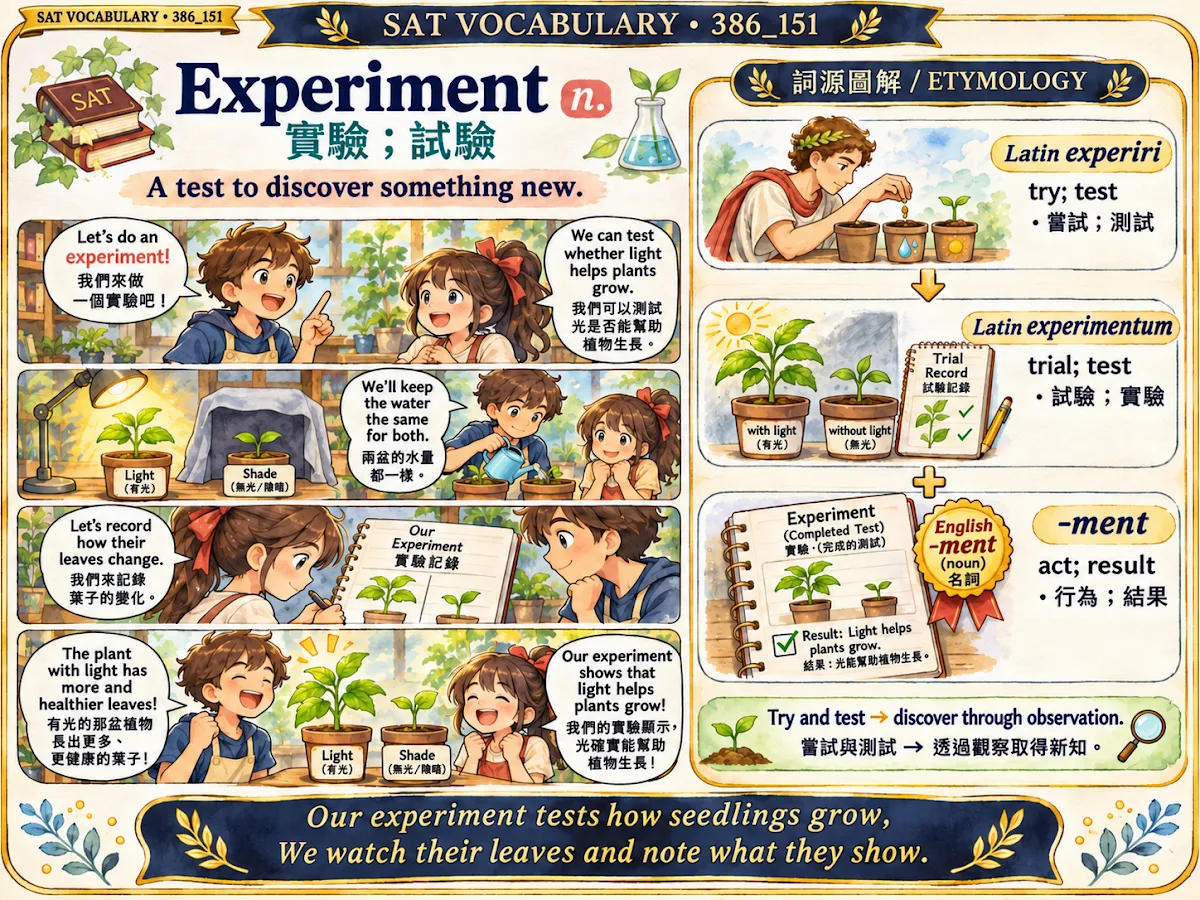 SAT VOCABULARY • 386_151
SAT VOCABULARY • 386_151
SAT
Experiment n.
實驗；試驗
A test to discover something new.
Let's do an
experiment!
我們來做
一個實驗吧！
We can test
whether light
helps plants
grow.
我們可以測試
光是否能幫助
植物生長。
Light
(有光)
Shade
(無光/陰暗)
We'll keep
the water
the same
for both.
兩盆的水量
都一樣。
Let's record
how their
leaves change.
我們來記錄
葉子的變化。
Our
Experiment
實驗記錄
The plant
with light has
more and
healthier leaves!
有光的那盆植物
長出更多、
更健康的葉子！
Light
(有光)
Shade
(無光/陰暗)
Our experiment
shows that
light helps
plants grow!
我們的實驗顯示，
光確實能幫助
植物生長！
詞源圖解 / ETYMOLOGY
Latin experiri
try; test
• 嘗試；測試
Latin experimentum
trial; test
• 試驗；實驗
with light
(有光)
without light
(無光)
Trial
Record
試驗記錄
Experiment
(Completed Test)
實驗·(完成的測試)
Result: Light helps
plants grow.
結果：光能幫助植物生長。
English
-ment
(noun)
名詞
-ment
act; result
• 行為；結果
Try and test → discover through observation.
嘗試與測試 → 透過觀察取得新知。
Our experiment tests how seedlings grow,
We watch their leaves and note what they show.